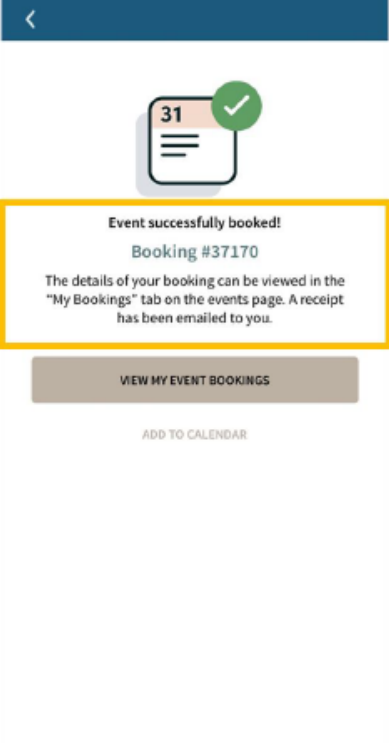 31
Event successfully booked!
Booking #37170
The details of your booking can be viewed in the
“My Bookings” tab on the events page. A receipt
has been emailed to you.
VIEW MY EVENT BOOKINGS
ADD TO CALENDAR